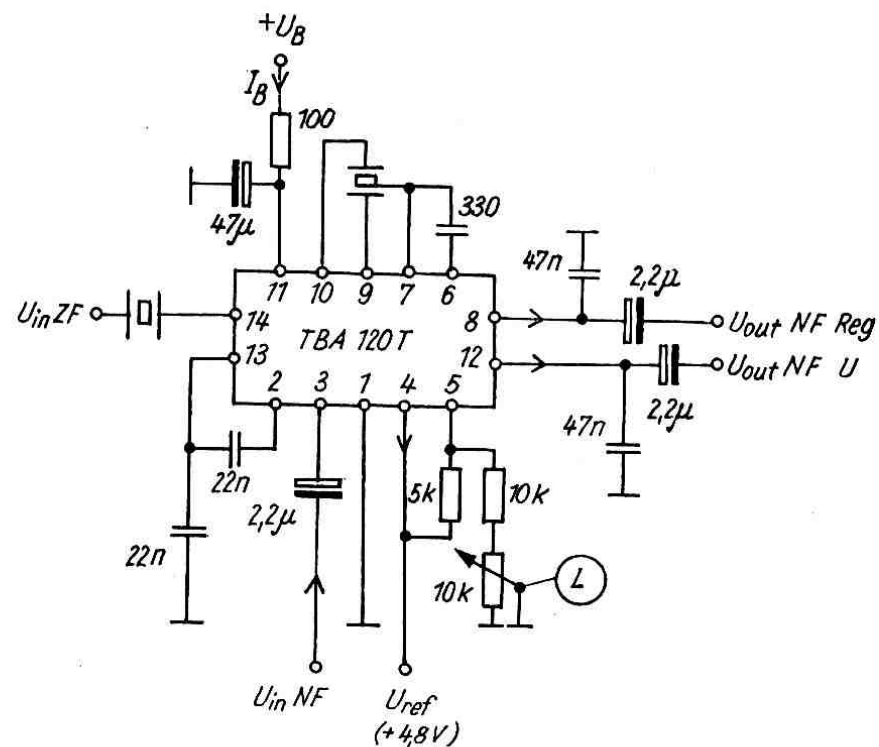 +U_B
I_B
100
47µ
330
11 10 9 7 6
47n
2,2µ
U_in ZF
14
8
U_out NF Reg
TBA 120T
13
12
U_out NF U
2 3 1 4 5
2,2µ
47n
22n
5k
10k
2,2µ
22n
10k
L
U_in NF
U_ref
(+4,8V)